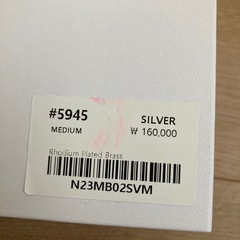 #5945 SILVER
MEDIUM ₩ 160,000
Rhodium Plated Brass
N23MB02SVM